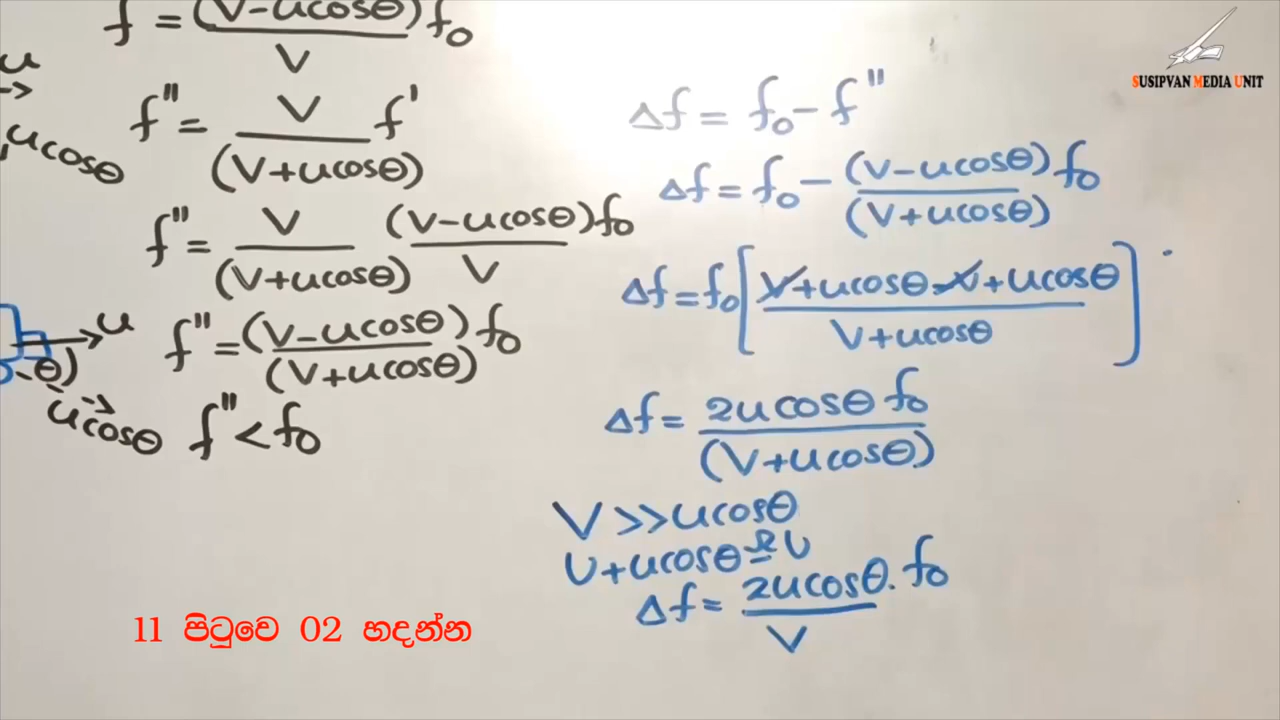 f = (V-ucosθ) f₀ / V
u
f'' = V / (V+ucosθ) f'
ucosθ
f'' = V / (V+ucosθ) (V-ucosθ)f₀ / V
u
f'' = (V-ucosθ) f₀ / (V+ucosθ)
-θ)
ucosθ
f'' < f₀
Δf = f₀ - f''
Δf = f₀ - (V-ucosθ) f₀ / (V+ucosθ)
Δf = f₀ [V+ucosθ-V+ucosθ / V+ucosθ]
Δf = 2ucosθ f₀ / (V+ucosθ)
V >> ucosθ
V+ucosθ ≅ V
Δf = 2ucosθ. f₀ / V
SUSIPVAN MEDIA UNIT
11 පිටුවෙ 02 හදන්න